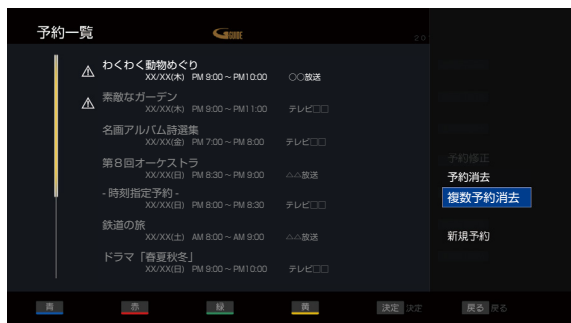 予約一覧
G GUIDE
わくわく動物めぐり
XX/XX(木) PM 9:00 ~ PM10:00 ○○放送
素敵なガーデン
XX/XX(木) PM 9:00 ~ PM11:00 テレビ□□
名画アルバム詩選集
XX/XX(金) PM 7:00 ~ PM 8:00 テレビ□□
第8回オーケストラ
XX/XX(日) PM 8:30 ~ PM 9:00 △△放送
- 時刻指定予約 -
XX/XX(日) PM 8:00 ~ PM 8:30 テレビ□□
鉄道の旅
XX/XX(土) AM 8:00 ~ AM 9:00 △△放送
ドラマ「春夏秋冬」
XX/XX(日) PM 9:00 ~ PM10:00 テレビ□□
予約修正
予約消去
複数予約消去
新規予約
青 赤 緑 黄 決定 決定 戻る 戻る